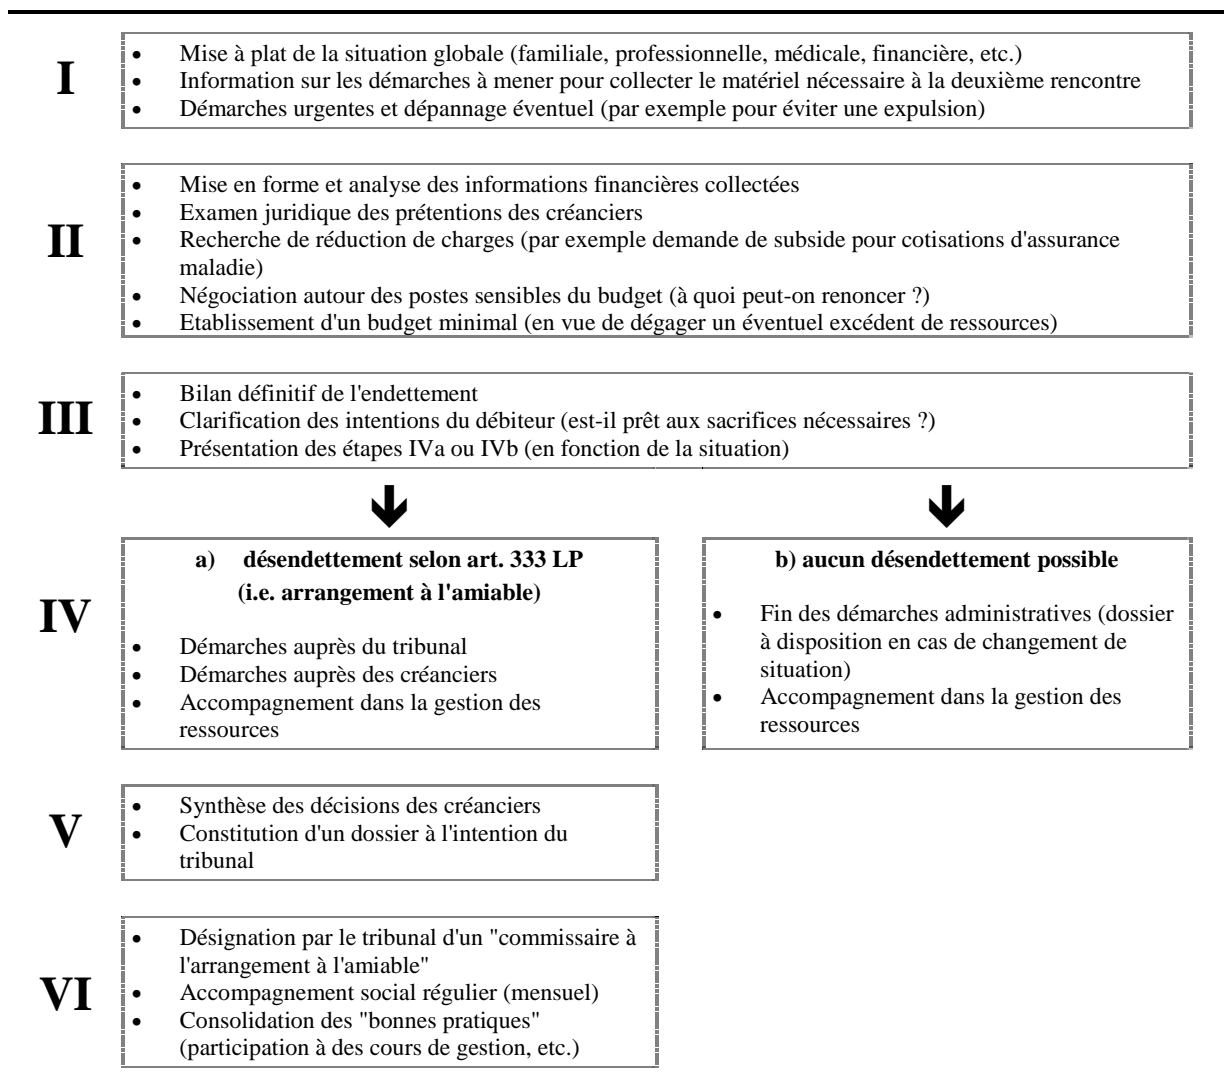 I
• Mise à plat de la situation globale (familiale, professionnelle, médicale, financière, etc.)
• Information sur les démarches à mener pour collecter le matériel nécessaire à la deuxième rencontre
• Démarches urgentes et dépannage éventuel (par exemple pour éviter une expulsion)
II
• Mise en forme et analyse des informations financières collectées
• Examen juridique des prétentions des créanciers
• Recherche de réduction de charges (par exemple demande de subside pour cotisations d'assurance
maladie)
• Négociation autour des postes sensibles du budget (à quoi peut-on renoncer ?)
• Etablissement d'un budget minimal (en vue de dégager un éventuel excédent de ressources)
III
• Bilan définitif de l'endettement
• Clarification des intentions du débiteur (est-il prêt aux sacrifices nécessaires ?)
• Présentation des étapes IVa ou IVb (en fonction de la situation)
IV
a) désendettement selon art. 333 LP
(i.e. arrangement à l'amiable)
• Démarches auprès du tribunal
• Démarches auprès des créanciers
• Accompagnement dans la gestion des
ressources
b) aucun désendettement possible
• Fin des démarches administratives (dossier
à disposition en cas de changement de
situation)
• Accompagnement dans la gestion des
ressources
V
• Synthèse des décisions des créanciers
• Constitution d'un dossier à l'intention du
tribunal
VI
• Désignation par le tribunal d'un "commissaire à
l'arrangement à l'amiable"
• Accompagnement social régulier (mensuel)
• Consolidation des "bonnes pratiques"
(participation à des cours de gestion, etc.)